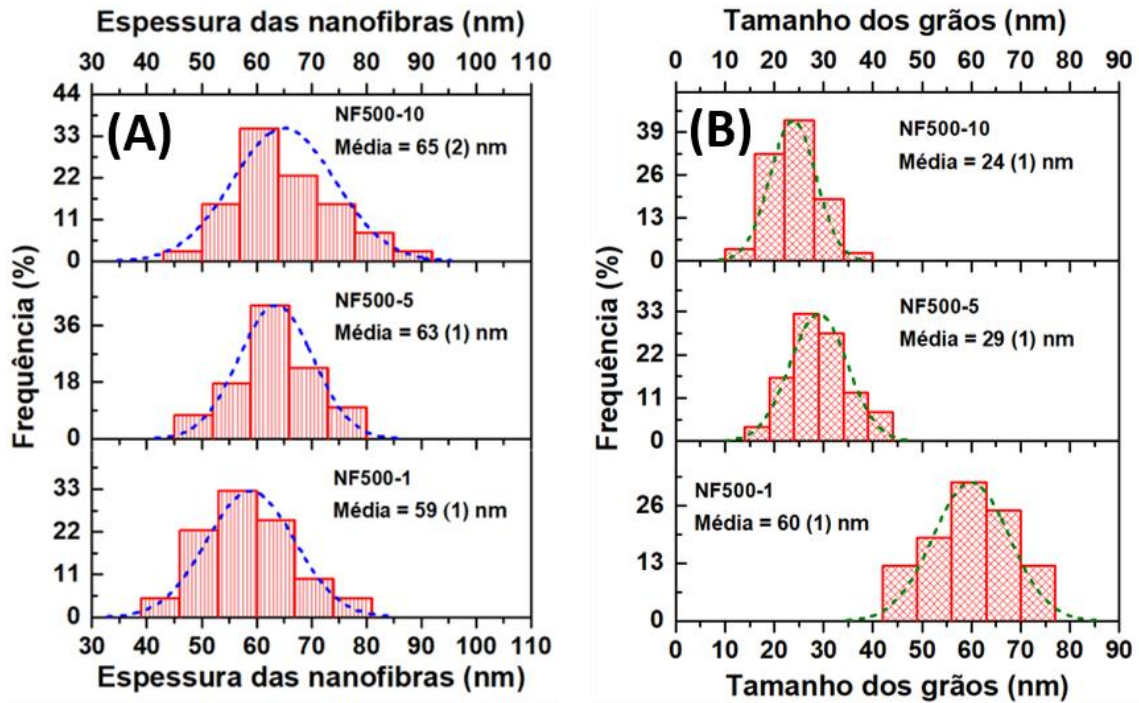 Espessura das nanofibras (nm)
30 40 50 60 70 80 90 100 110
(A)
Frequência (%)
44
33
22
11
0
NF500-10
Média = 65 (2) nm
36
18
0
NF500-5
Média = 63 (1) nm
33
22
11
0
NF500-1
Média = 59 (1) nm
30 40 50 60 70 80 90 100 110
Espessura das nanofibras (nm)
Tamanho dos grãos (nm)
0 10 20 30 40 50 60 70 80 90
(B)
Frequência (%)
39
26
13
0
NF500-10
Média = 24 (1) nm
33
22
11
0
NF500-5
Média = 29 (1) nm
26
13
0
NF500-1
Média = 60 (1) nm
0 10 20 30 40 50 60 70 80 90
Tamanho dos grãos (nm)